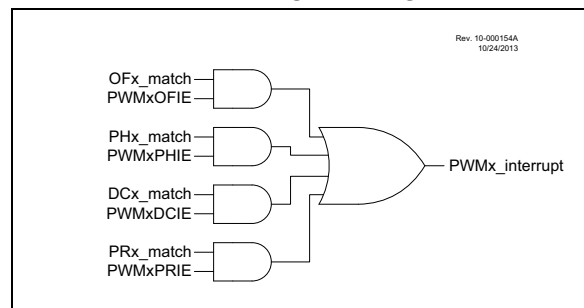 Rev. 10-000154A
10/24/2013
OFx_match
PWMxOFIE
PHx_match
PWMxPHIE
DCx_match
PWMxDCIE
PRx_match
PWMxPRIE
PWMx_interrupt